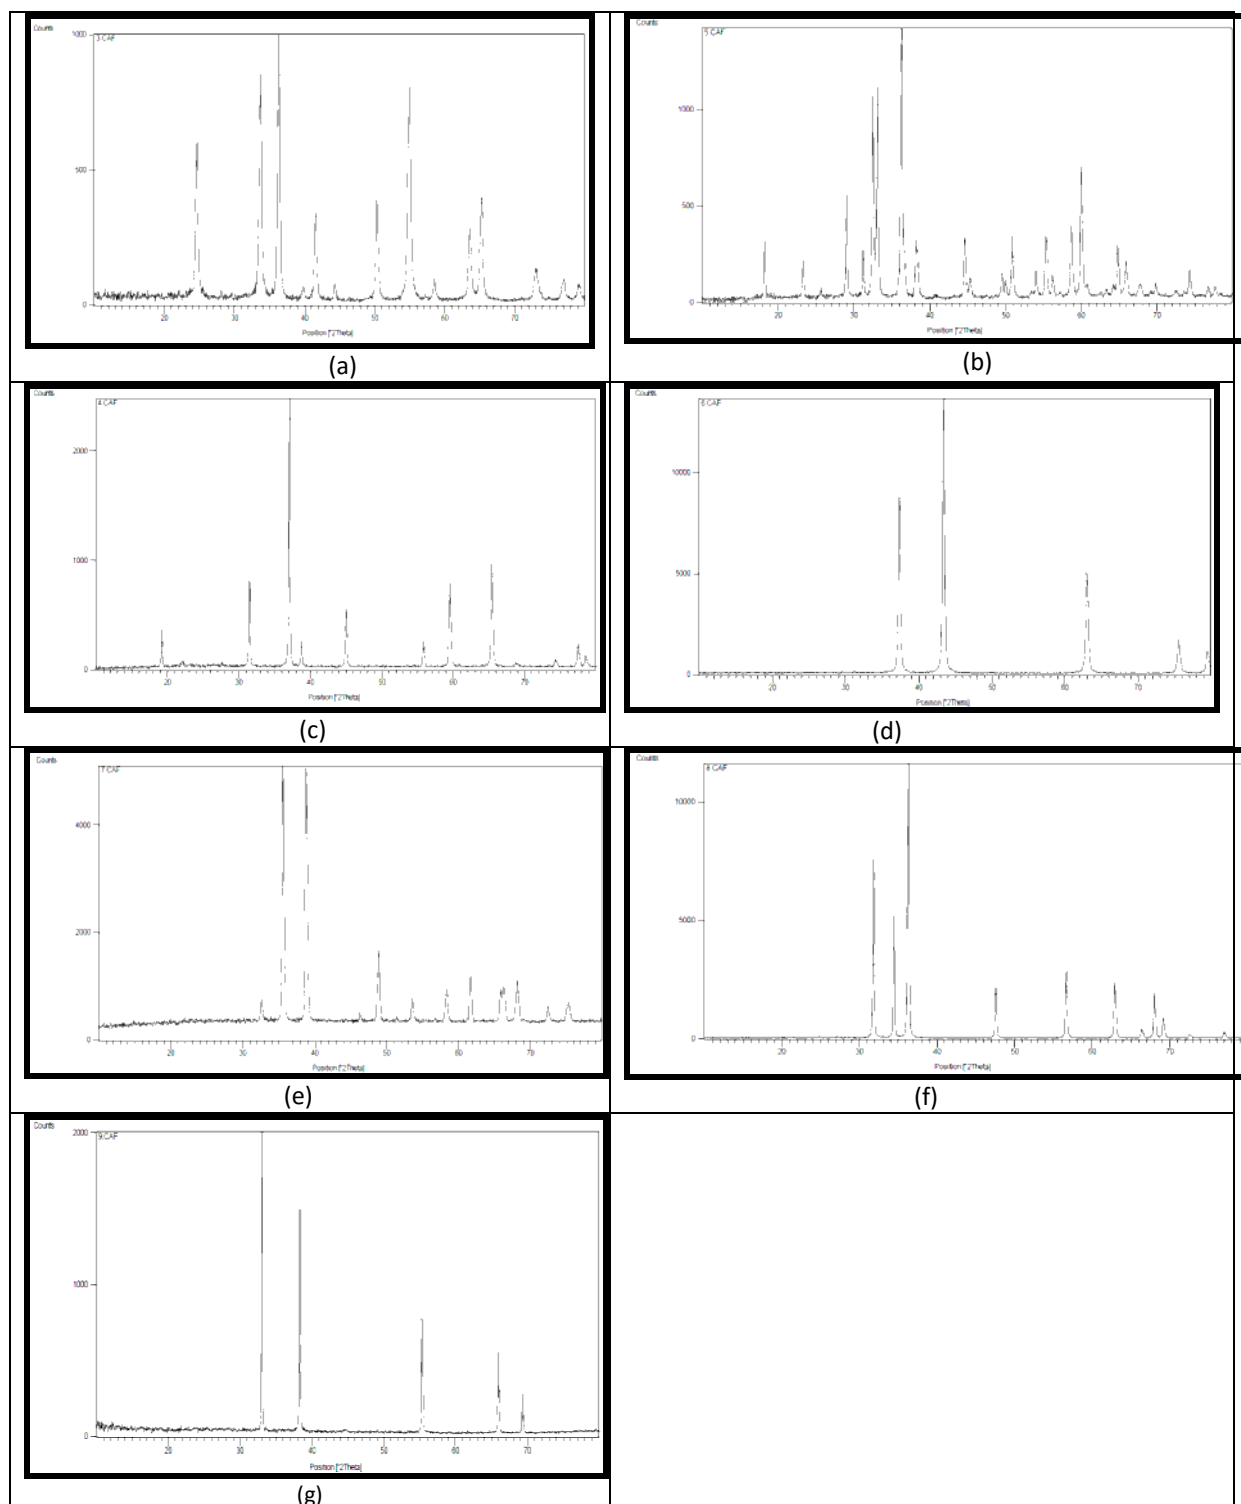 Counts
3.CAF
1000
500
0
20 30 40 50 60 70
Position [°2Theta]
(a)
Counts
5.CAF
1000
500
0
20 30 40 50 60 70
Position [°2Theta]
(b)
Counts
4.CAF
2000
1000
0
20 30 40 50 60 70
Position [°2Theta]
(c)
Counts
6.CAF
10000
5000
0
20 30 40 50 60 70
Position [°2Theta]
(d)
Counts
7.CAF
4000
2000
0
20 30 40 50 60 70
Position [°2Theta]
(e)
Counts
8.CAF
10000
5000
0
20 30 40 50 60 70
Position [°2Theta]
(f)
Counts
9.CAF
2000
1000
0
20 30 40 50 60 70
Position [°2Theta]
(g)